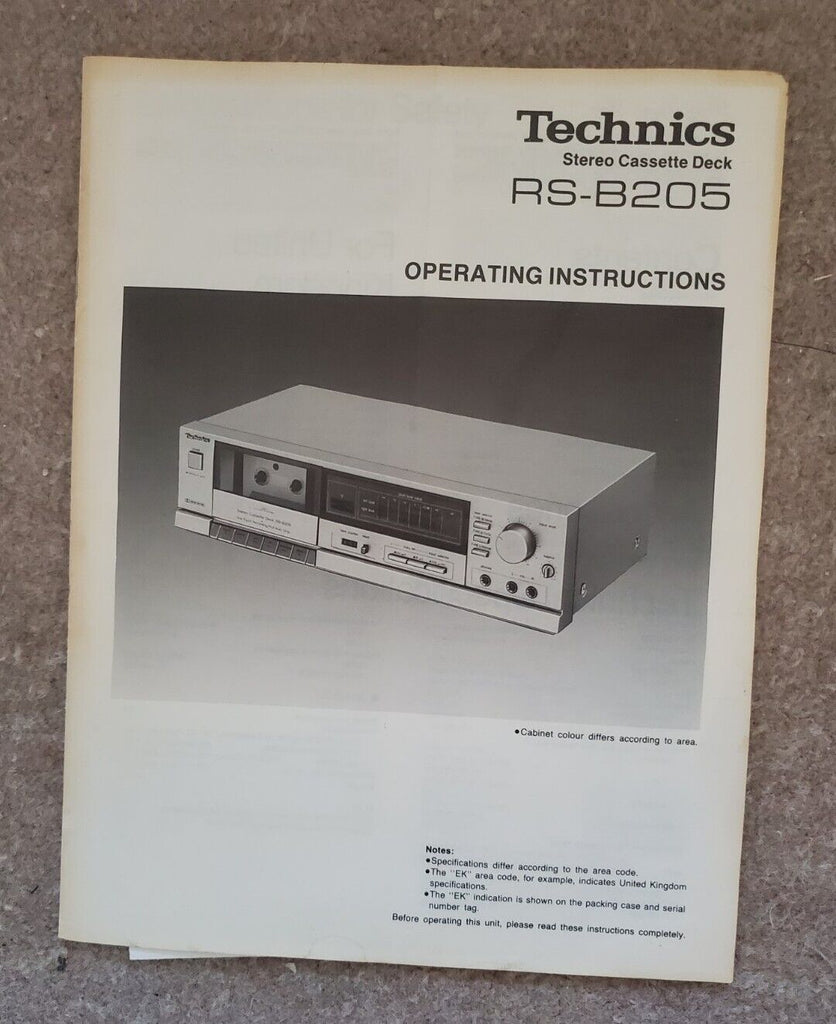 Technics
Stereo Cassette Deck
RS-B205
OPERATING INSTRUCTIONS
Technics
●Cabinet colour differs according to area.
Notes:
●Specifications differ according to the area code.
●The "EK" area code, for example, indicates United Kingdom
specifications.
●The "EK" indication is shown on the packing case and serial
number tag.
Before operating this unit, please read these instructions completely.